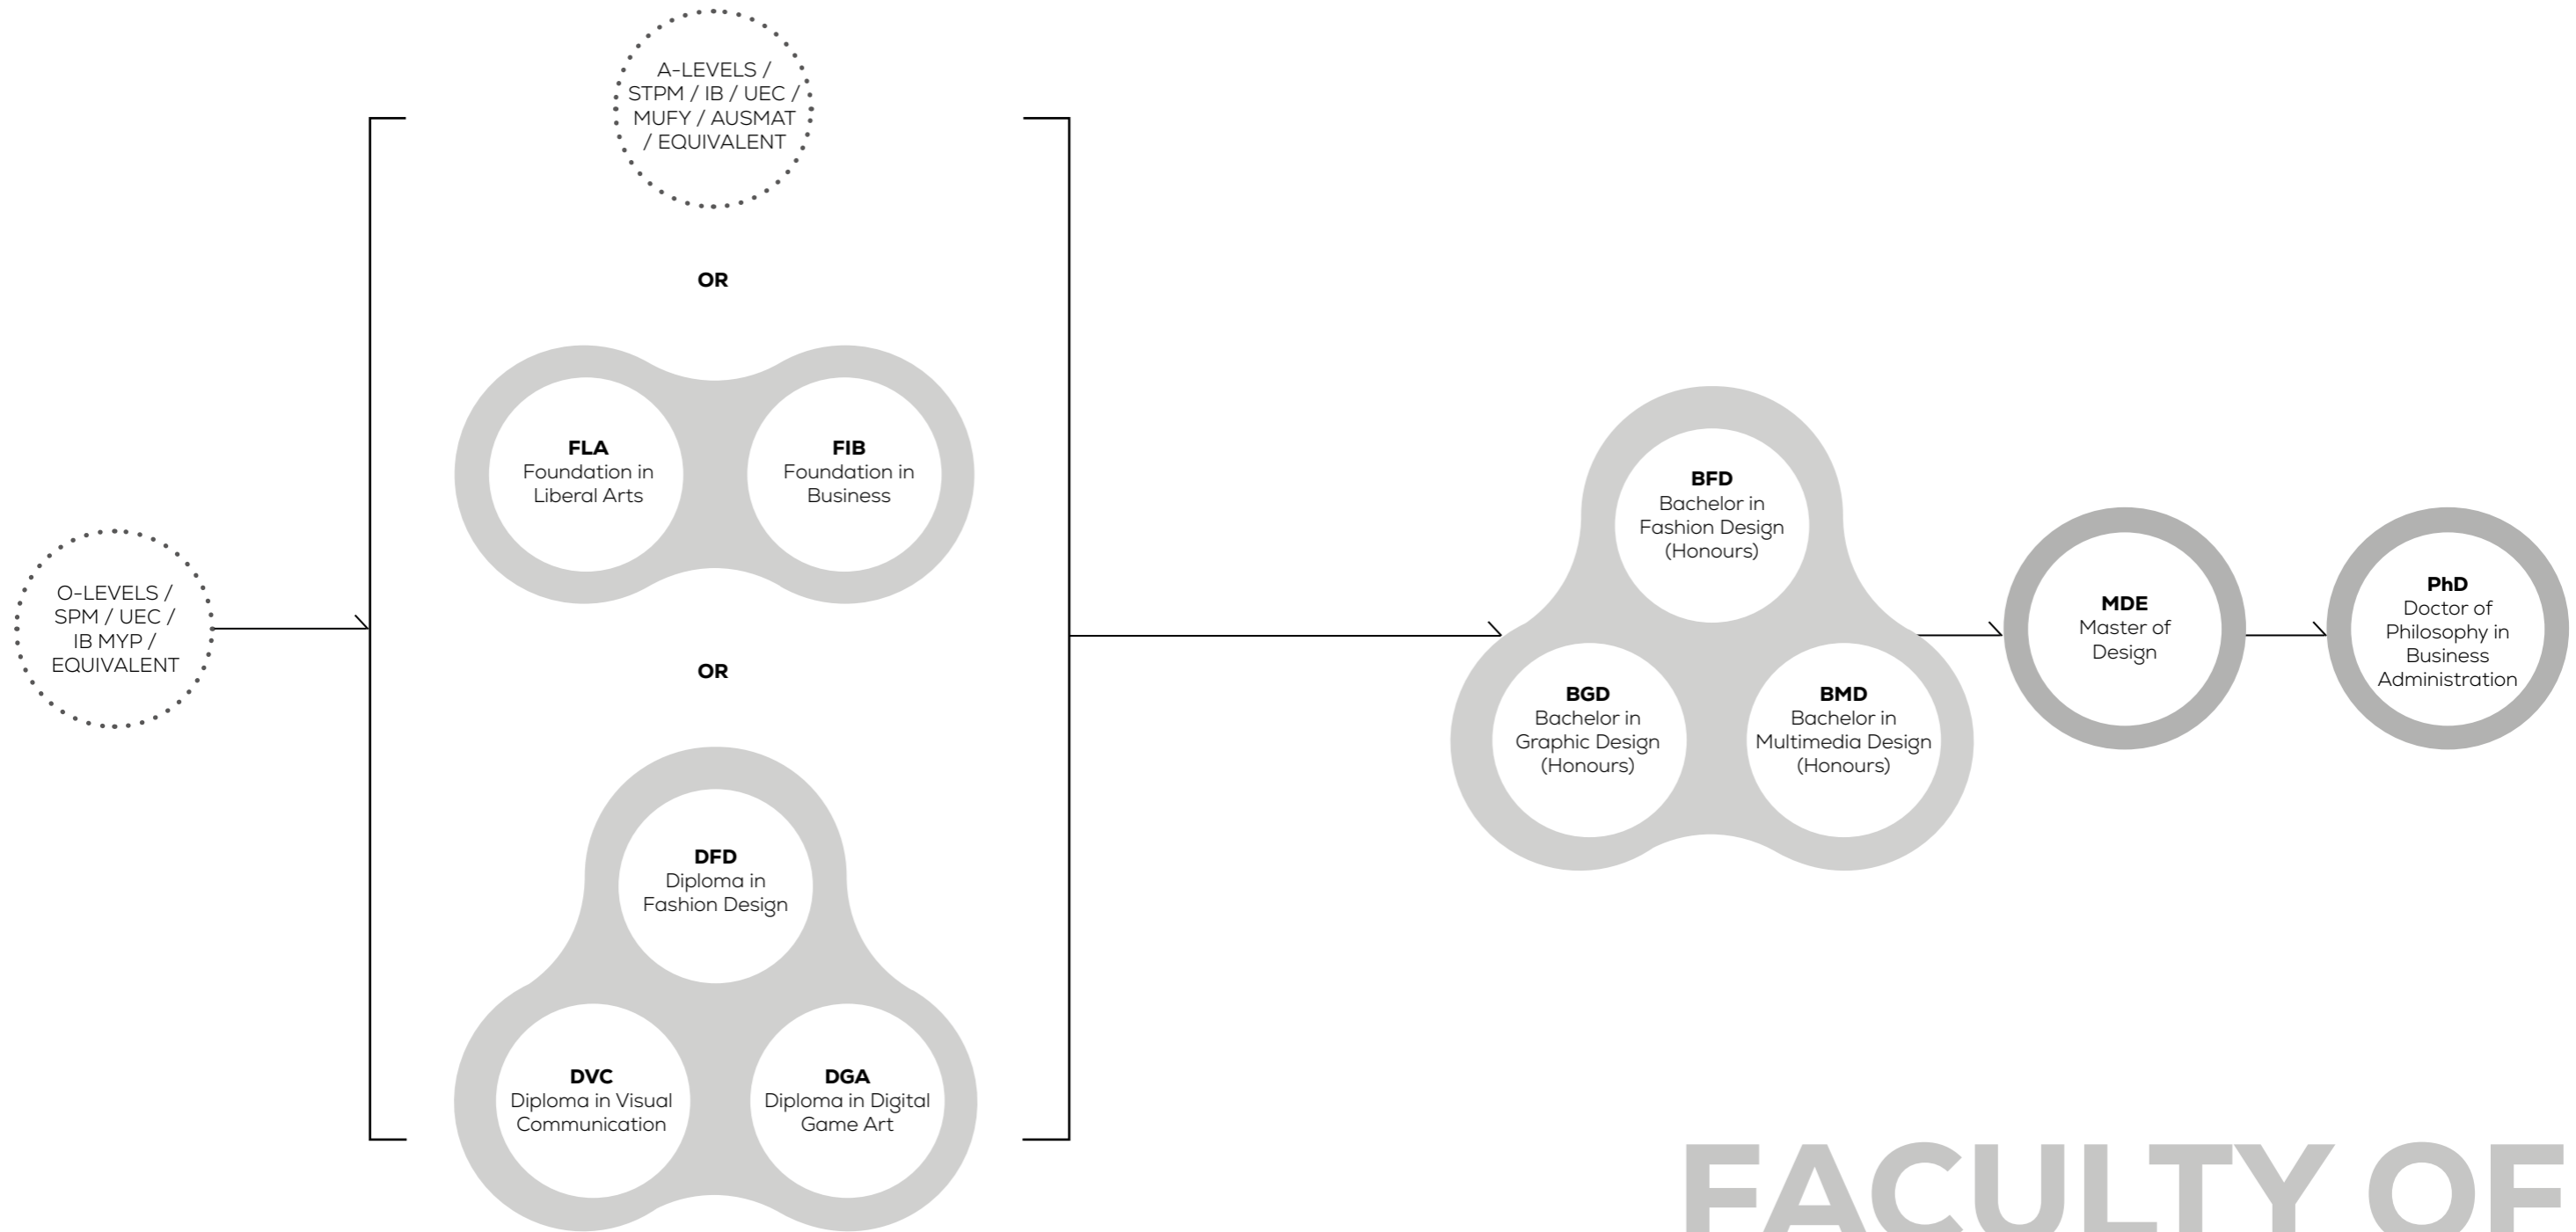 A-LEVELS /
STPM / IB / UEC /
MUFY / AUSMAT
/ EQUIVALENT
OR
FLA
Foundation in
Liberal Arts
FIB
Foundation in
Business
O-LEVELS /
SPM / UEC /
IB MYP /
EQUIVALENT
OR
DFD
Diploma in
Fashion Design
DVC
Diploma in Visual
Communication
DGA
Diploma in Digital
Game Art
BFD
Bachelor in
Fashion Design
(Honours)
BGD
Bachelor in
Graphic Design
(Honours)
BMD
Bachelor in
Multimedia Design
(Honours)
MDE
Master of
Design
PhD
Doctor of
Philosophy in
Business
Administration
FACULTY OF